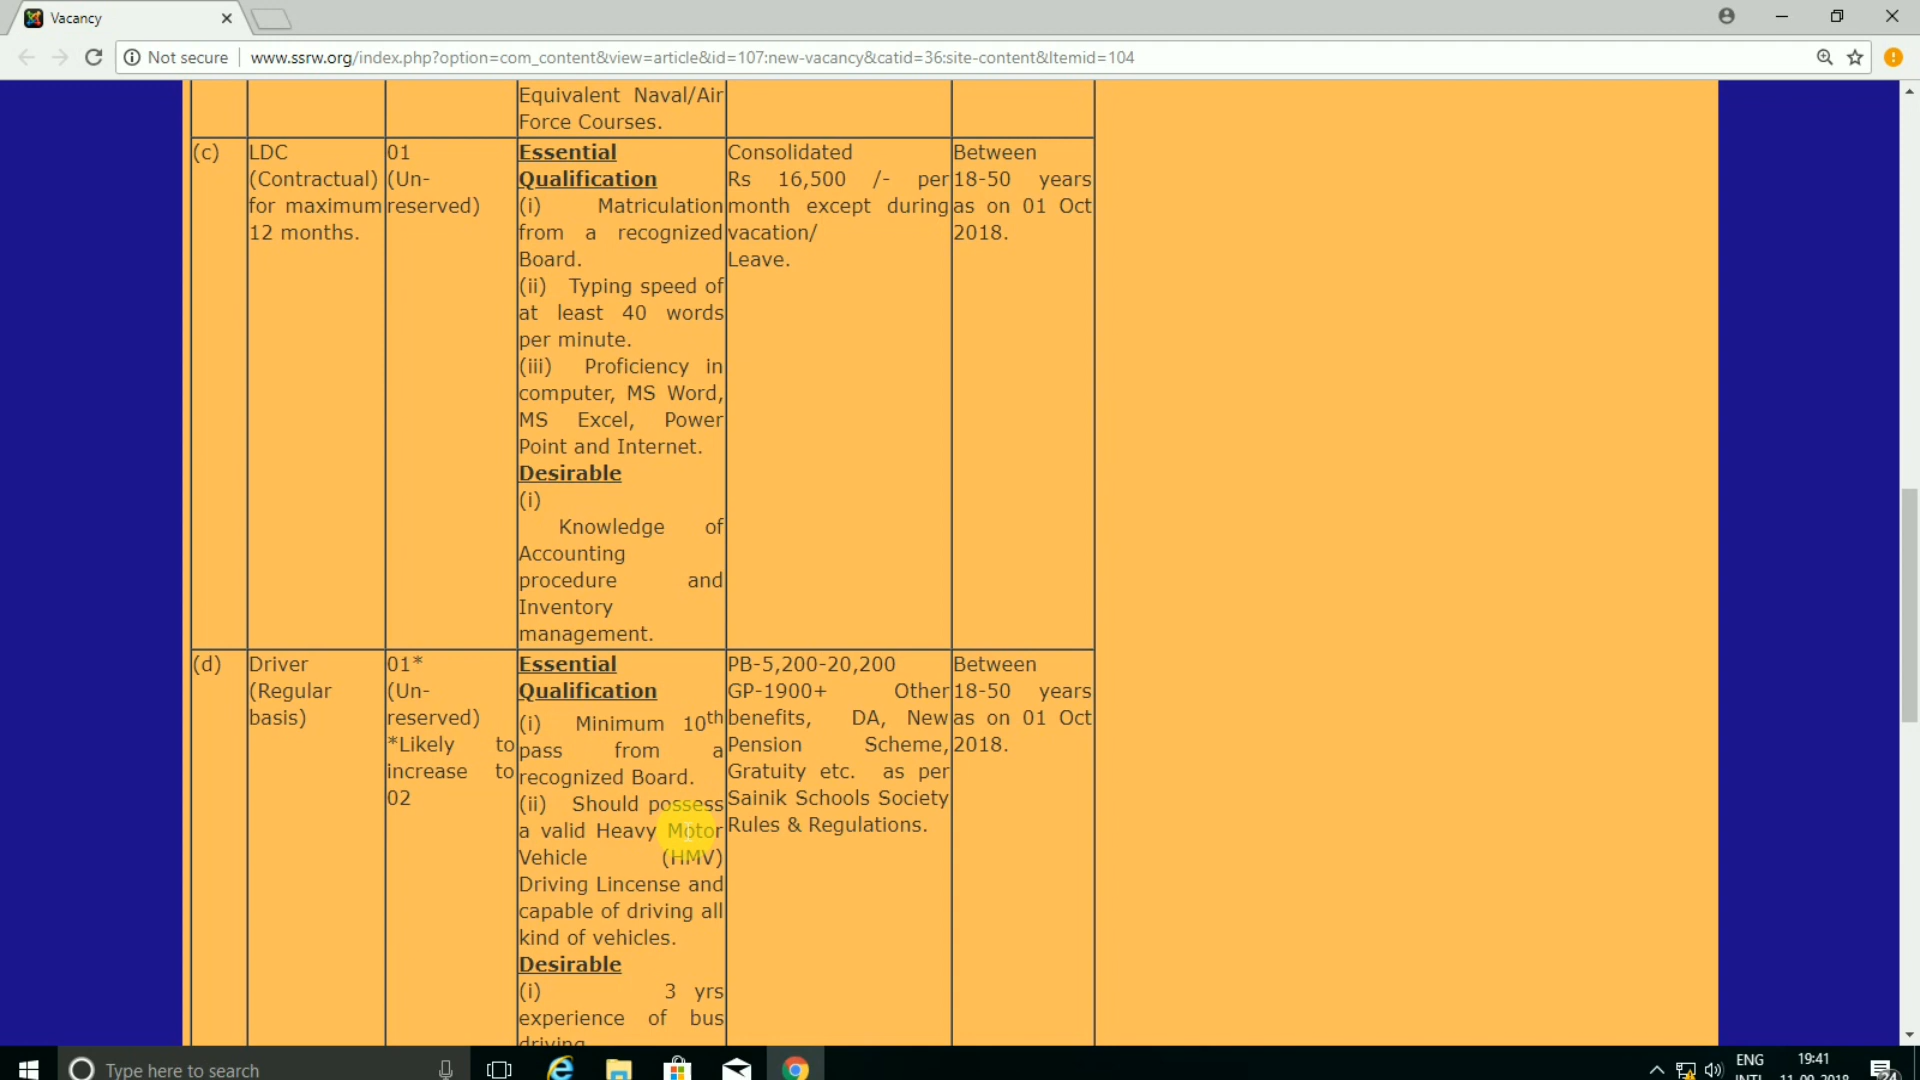 Vacancy
Not secure
www.ssrw.org/index.php?option=com_content&view=article&id=107:new-vacancy&catid=36:site-content&Itemid=104
Equivalent Naval/Air
Force Courses.
(c)
LDC
(Contractual)
for maximum
12 months.
01
(Un-
reserved)
Essential
Qualification
(i) Matriculation
from a recognized
Board.
(ii) Typing speed of
at least 40 words
per minute.
(iii) Proficiency in
computer, MS Word,
MS Excel, Power
Point and Internet.
Desirable
(i)
Knowledge of
Accounting
procedure and
Inventory
management.
Consolidated
Rs 16,500 /- per
month except during
vacation/
Leave.
Between
18-50 years
as on 01 Oct
2018.
(d)
Driver
(Regular
basis)
01*
(Un-
reserved)
*Likely to
increase to
02
Essential
Qualification
(i) Minimum 10th
pass from a
recognized Board.
(ii) Should possess
a valid Heavy Motor
Vehicle (HMV)
Driving Lincense and
capable of driving all
kind of vehicles.
Desirable
(i) 3 yrs
experience of bus
driving
PB-5,200-20,200
GP-1900+ Other
benefits, DA, New
Pension Scheme,
Gratuity etc. as per
Sainik Schools Society
Rules & Regulations.
Between
18-50 years
as on 01 Oct
2018.
Type here to search
ENG
INTL
19:41
11-09-2018
24